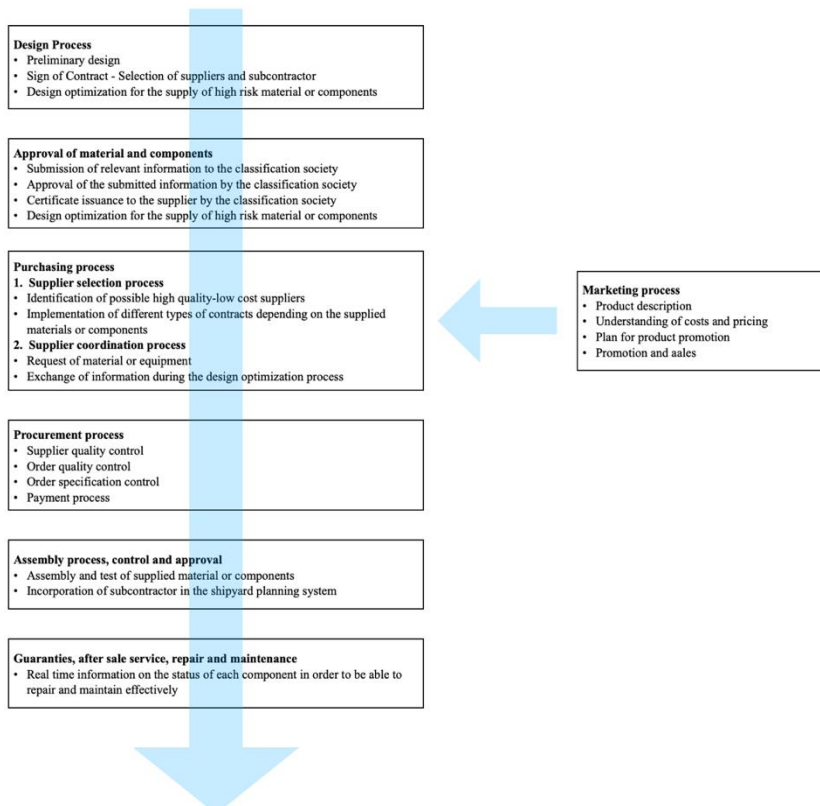 Design Process
• Preliminary design
• Sign of Contract - Selection of suppliers and subcontractor
• Design optimization for the supply of high risk material or components
Approval of material and components
• Submission of relevant information to the classification society
• Approval of the submitted information by the classification society
• Certificate issuance to the supplier by the classification society
• Design optimization for the supply of high risk material or components
Purchasing process
1. Supplier selection process
• Identification of possible high quality-low cost suppliers
• Implementation of different types of contracts depending on the supplied
materials or components
2. Supplier coordination process
• Request of material or equipment
• Exchange of information during the design optimization process
Marketing process
• Product description
• Understanding of costs and pricing
• Plan for product promotion
• Promotion and aales
Procurement process
• Supplier quality control
• Order quality control
• Order specification control
• Payment process
Assembly process, control and approval
• Assembly and test of supplied material or components
• Incorporation of subcontractor in the shipyard planning system
Guaranties, after sale service, repair and maintenance
• Real time information on the status of each component in order to be able to
repair and maintain effectively